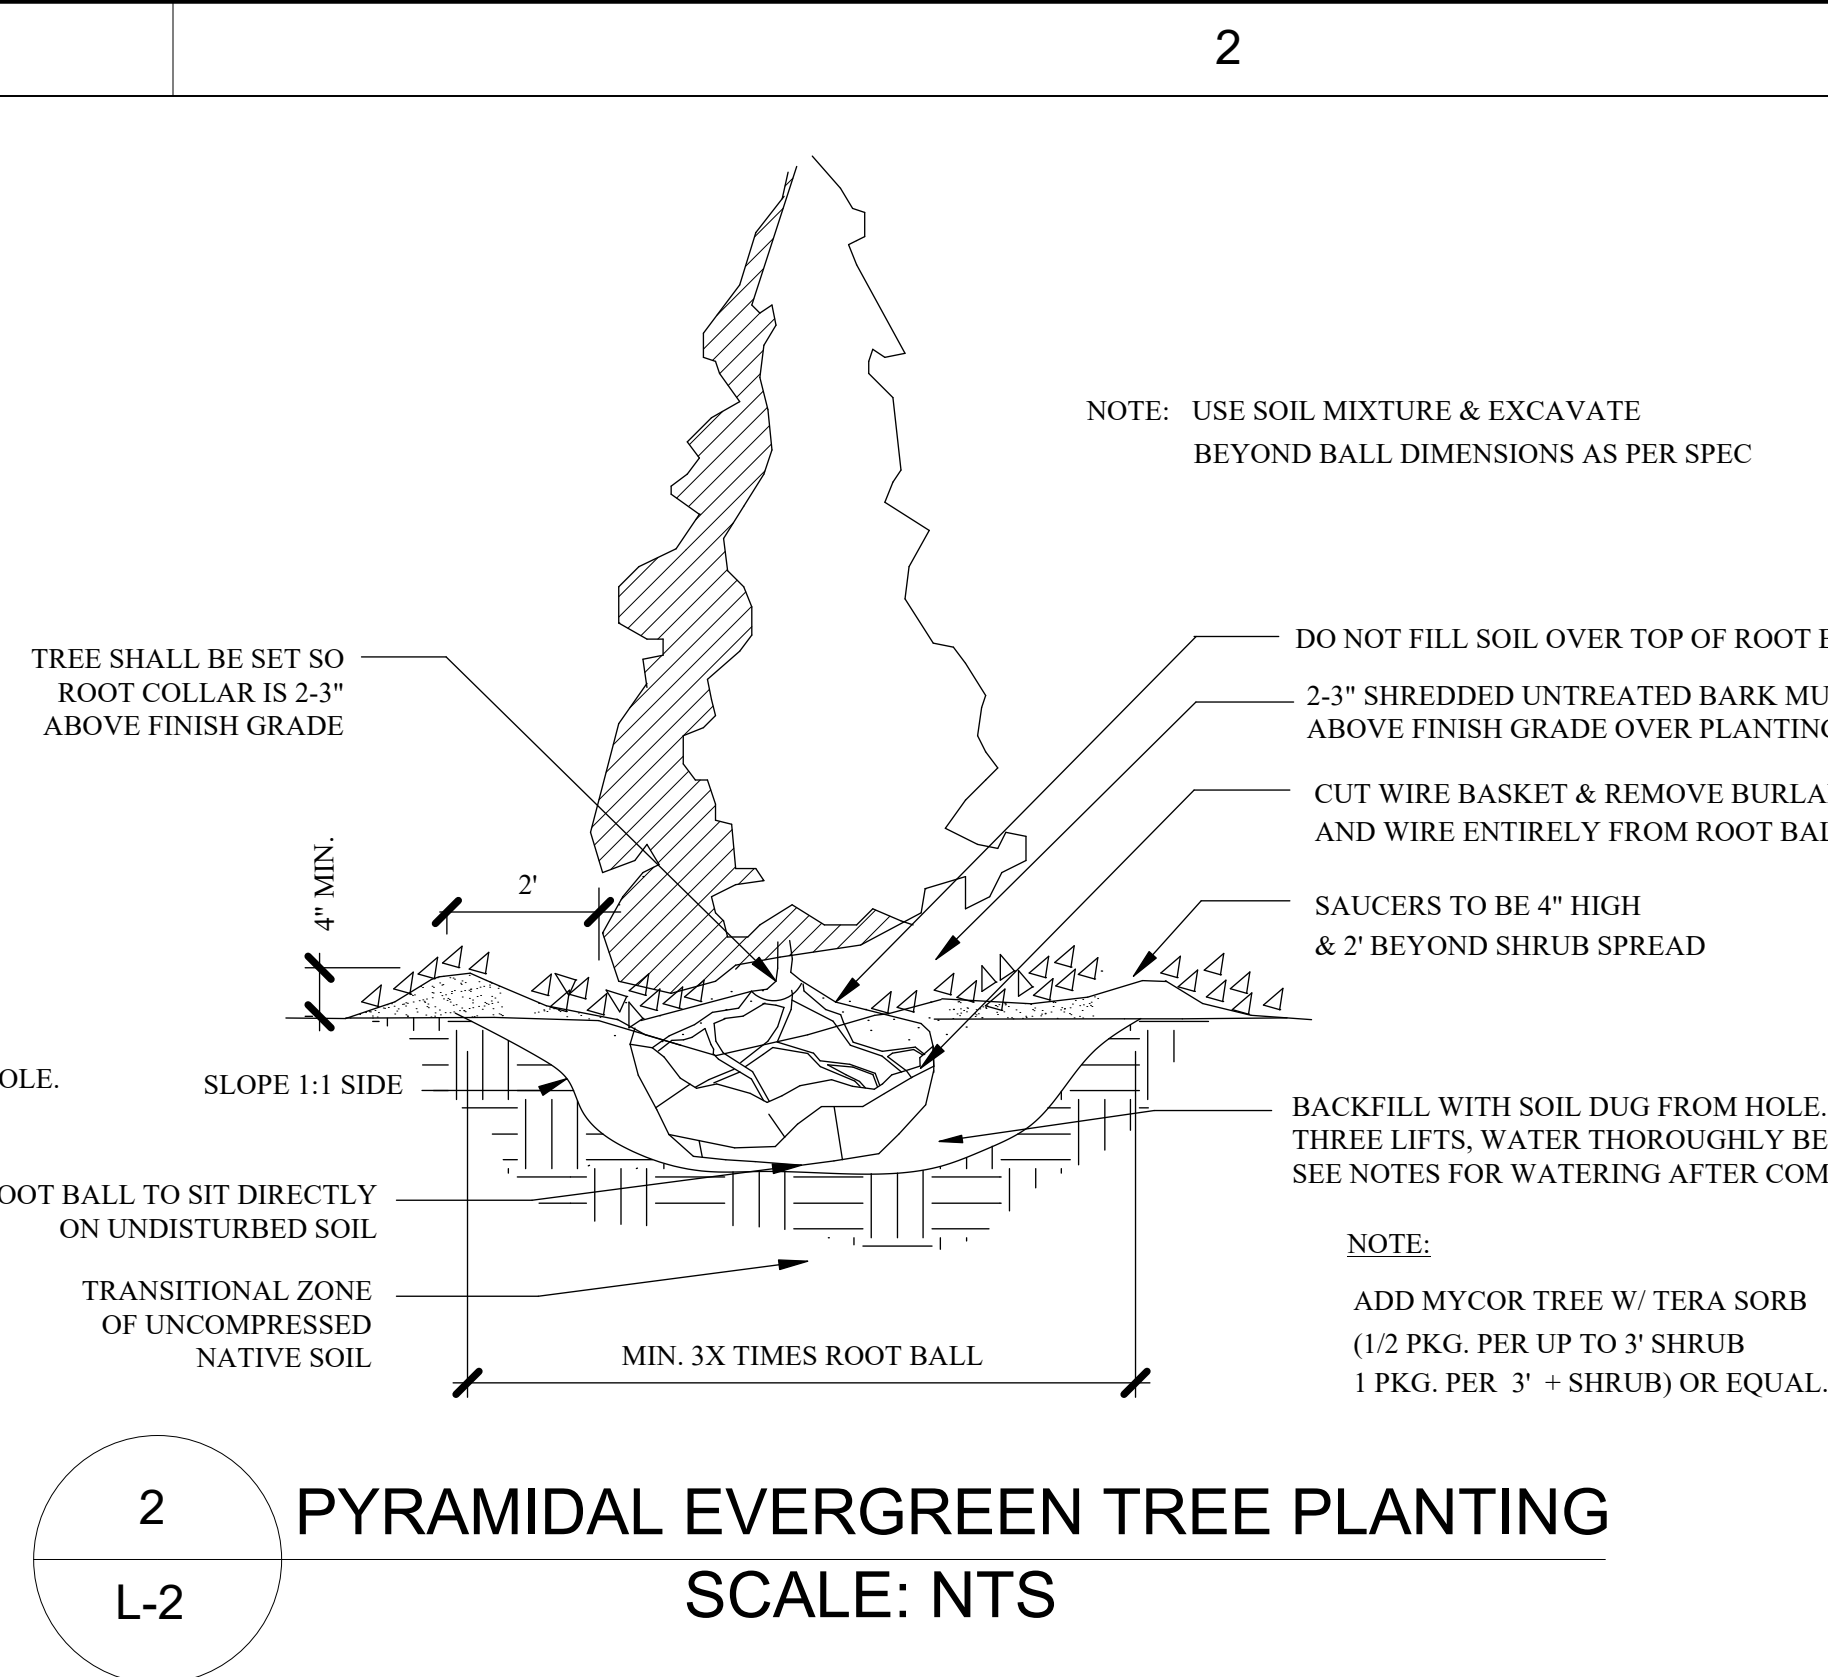 2
NOTE: USE SOIL MIXTURE & EXCAVATE
BEYOND BALL DIMENSIONS AS PER SPEC
TREE SHALL BE SET SO
ROOT COLLAR IS 2-3"
ABOVE FINISH GRADE
DO NOT FILL SOIL OVER TOP OF ROOT
2-3" SHREDDED UNTREATED BARK
ABOVE FINISH GRADE OVER
CUT WIRE BASKET & REMOVE
AND WIRE ENTIRELY FROM ROOT
4" MIN.
2'
SAUCERS TO BE 4" HIGH
& 2' BEYOND SHRUB SPREAD
OLE.
SLOPE 1:1 SIDE
BACKFILL WITH SOIL DUG FROM HOLE.
THREE LIFTS, WATER THOROUGHLY
SEE NOTES FOR WATERING AFTER
OOT BALL TO SIT DIRECTLY
ON UNDISTURBED SOIL
TRANSITIONAL ZONE
OF UNCOMPRESSED
NATIVE SOIL
MIN. 3X TIMES ROOT BALL
NOTE:
ADD MYCOR TREE W/ TERA SORB
(1/2 PKG. PER UP TO 3' SHRUB
1 PKG. PER 3' + SHRUB) OR EQUAL.
2
L-2
PYRAMIDAL EVERGREEN TREE PLANTING
SCALE: NTS